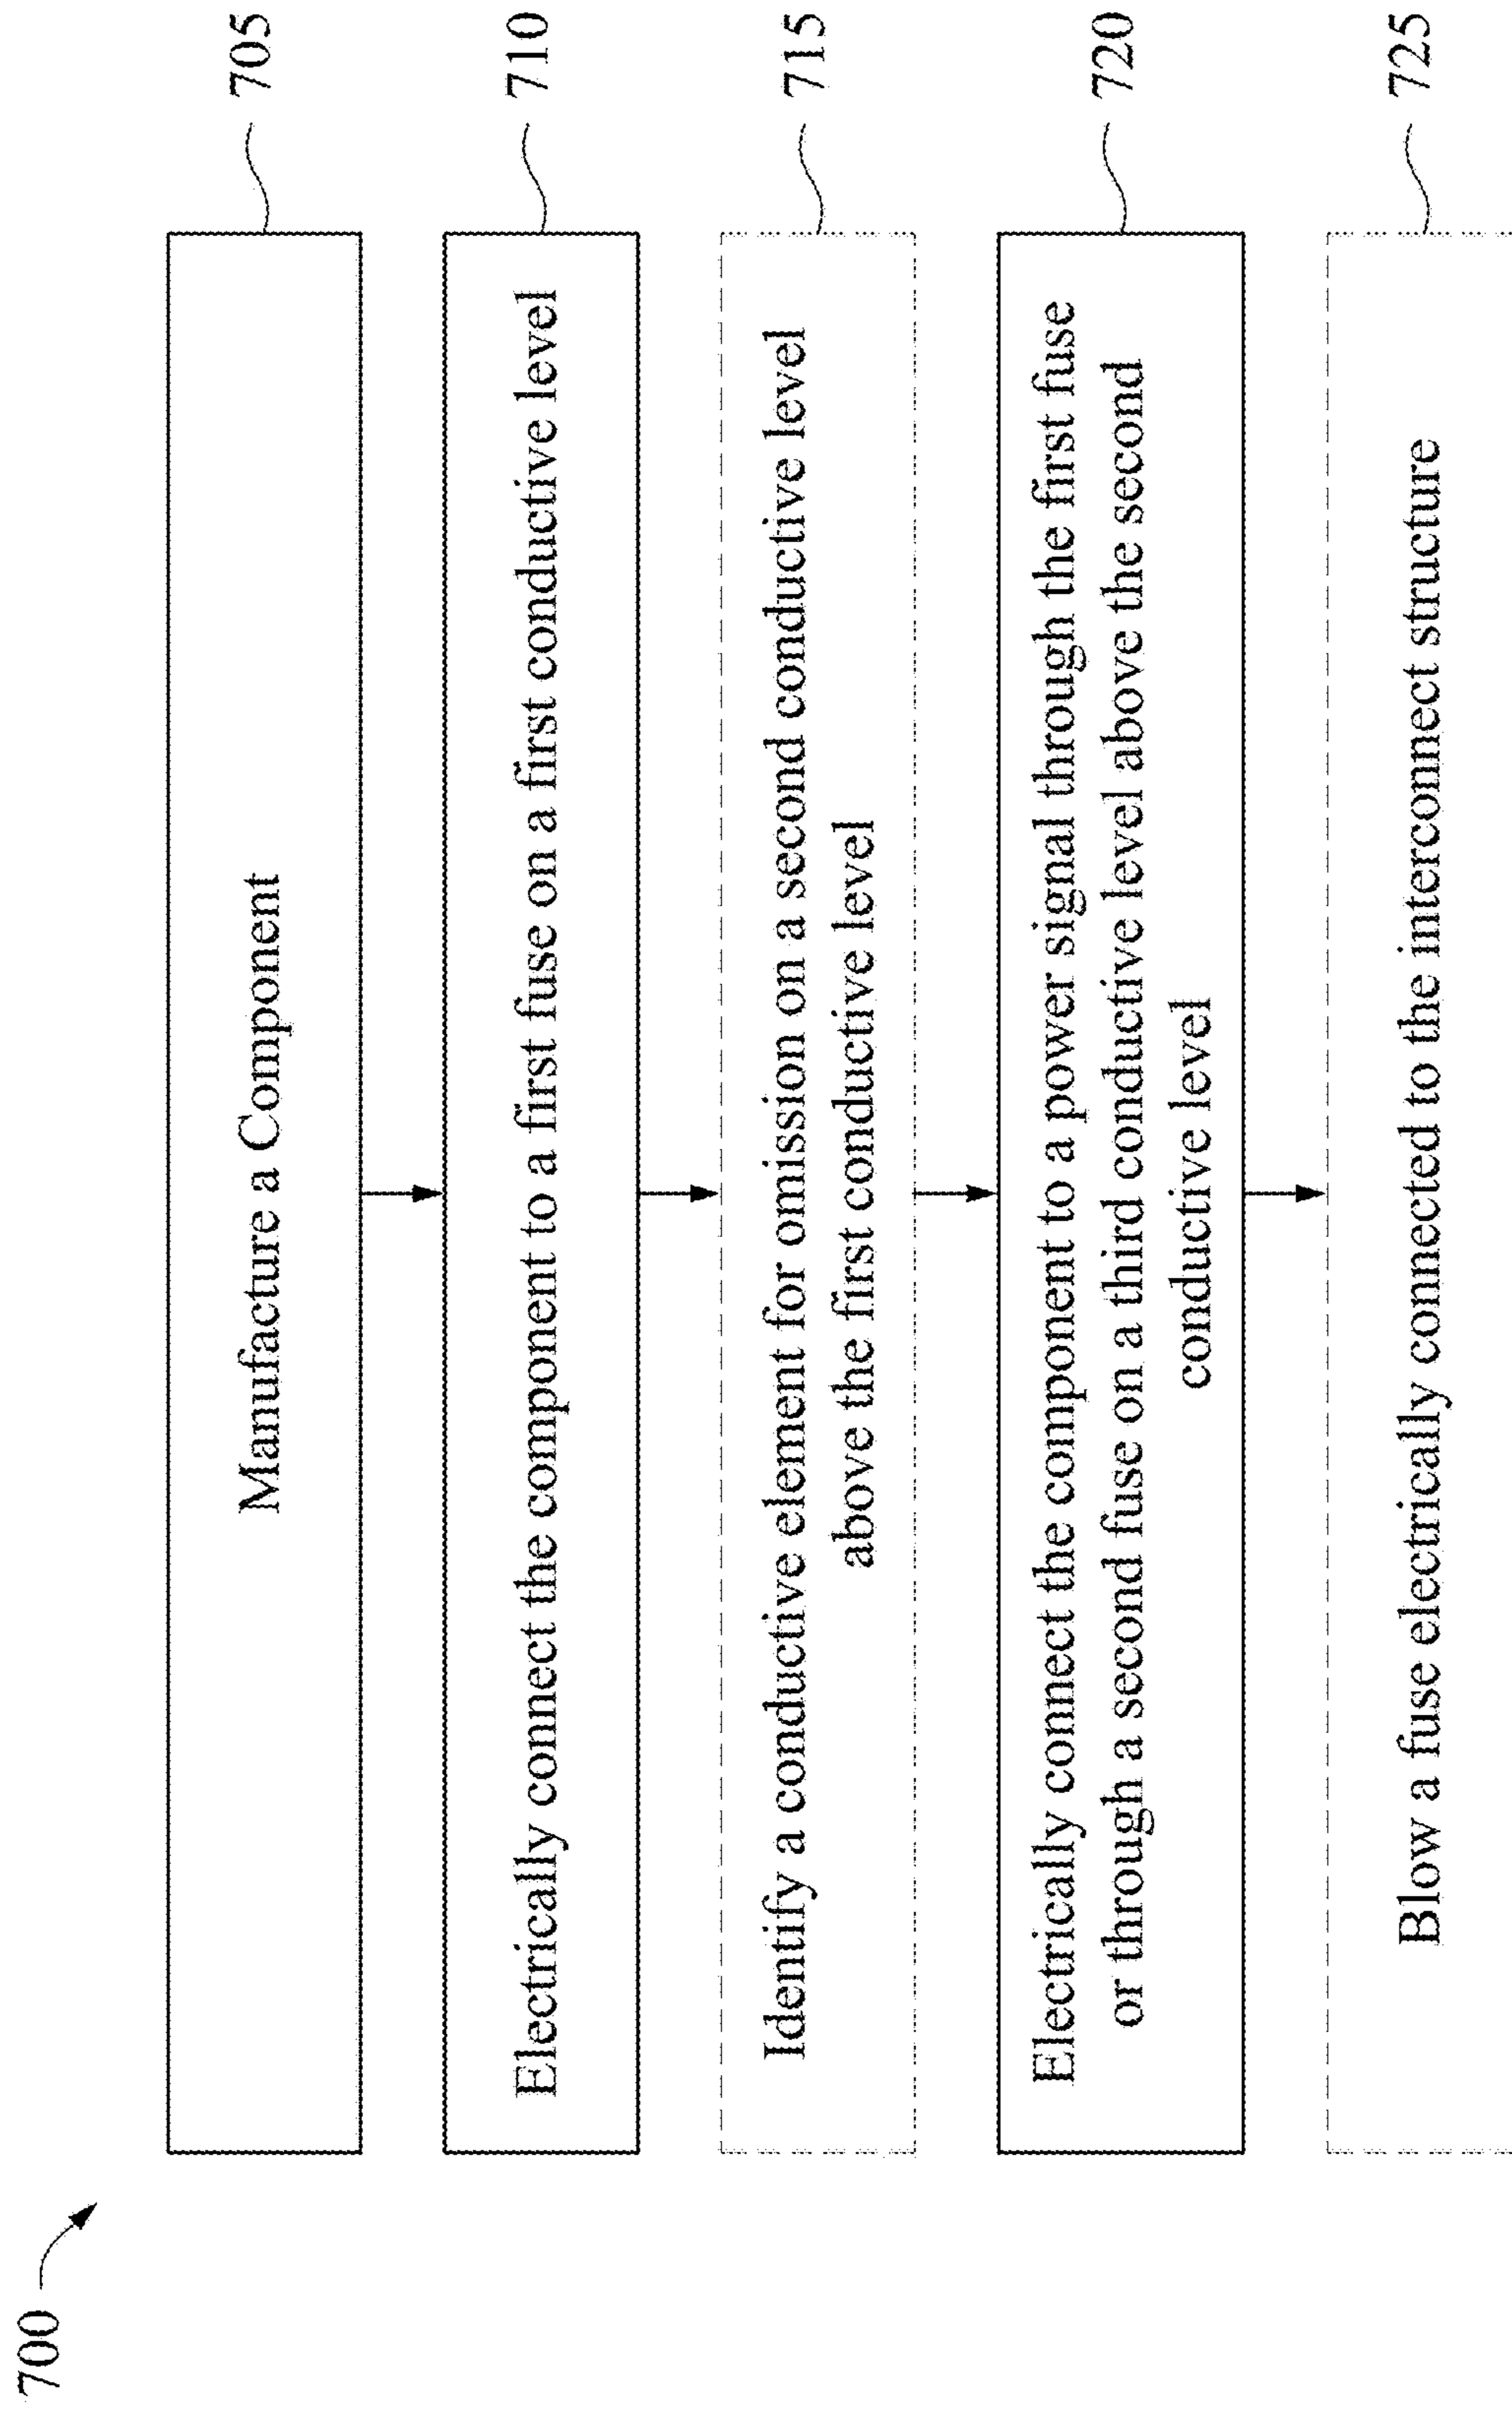 700
Manufacture a Component
705
Electrically connect the component to a first fuse on a first conductive level
710
Identify a conductive element for omission on a second conductive level
above the first conductive level
715
Electrically connect the component to a power signal through the first fuse
or through a second fuse on a third conductive level above the second
conductive level
720
Blow a fuse electrically connected to the interconnect structure
725